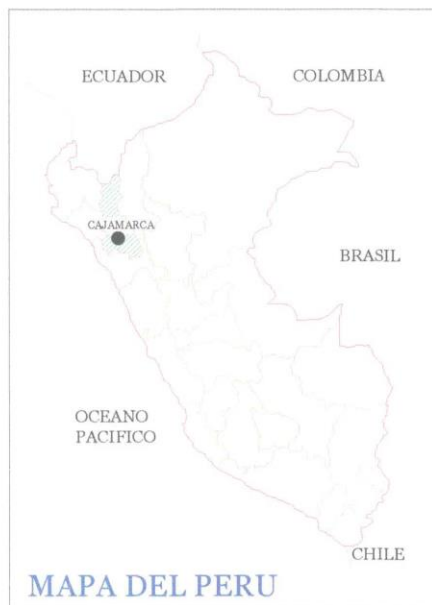 ECUADOR
COLOMBIA
CAJAMARCA
BRASIL
OCEANO
PACIFICO
CHILE
MAPA DEL PERU